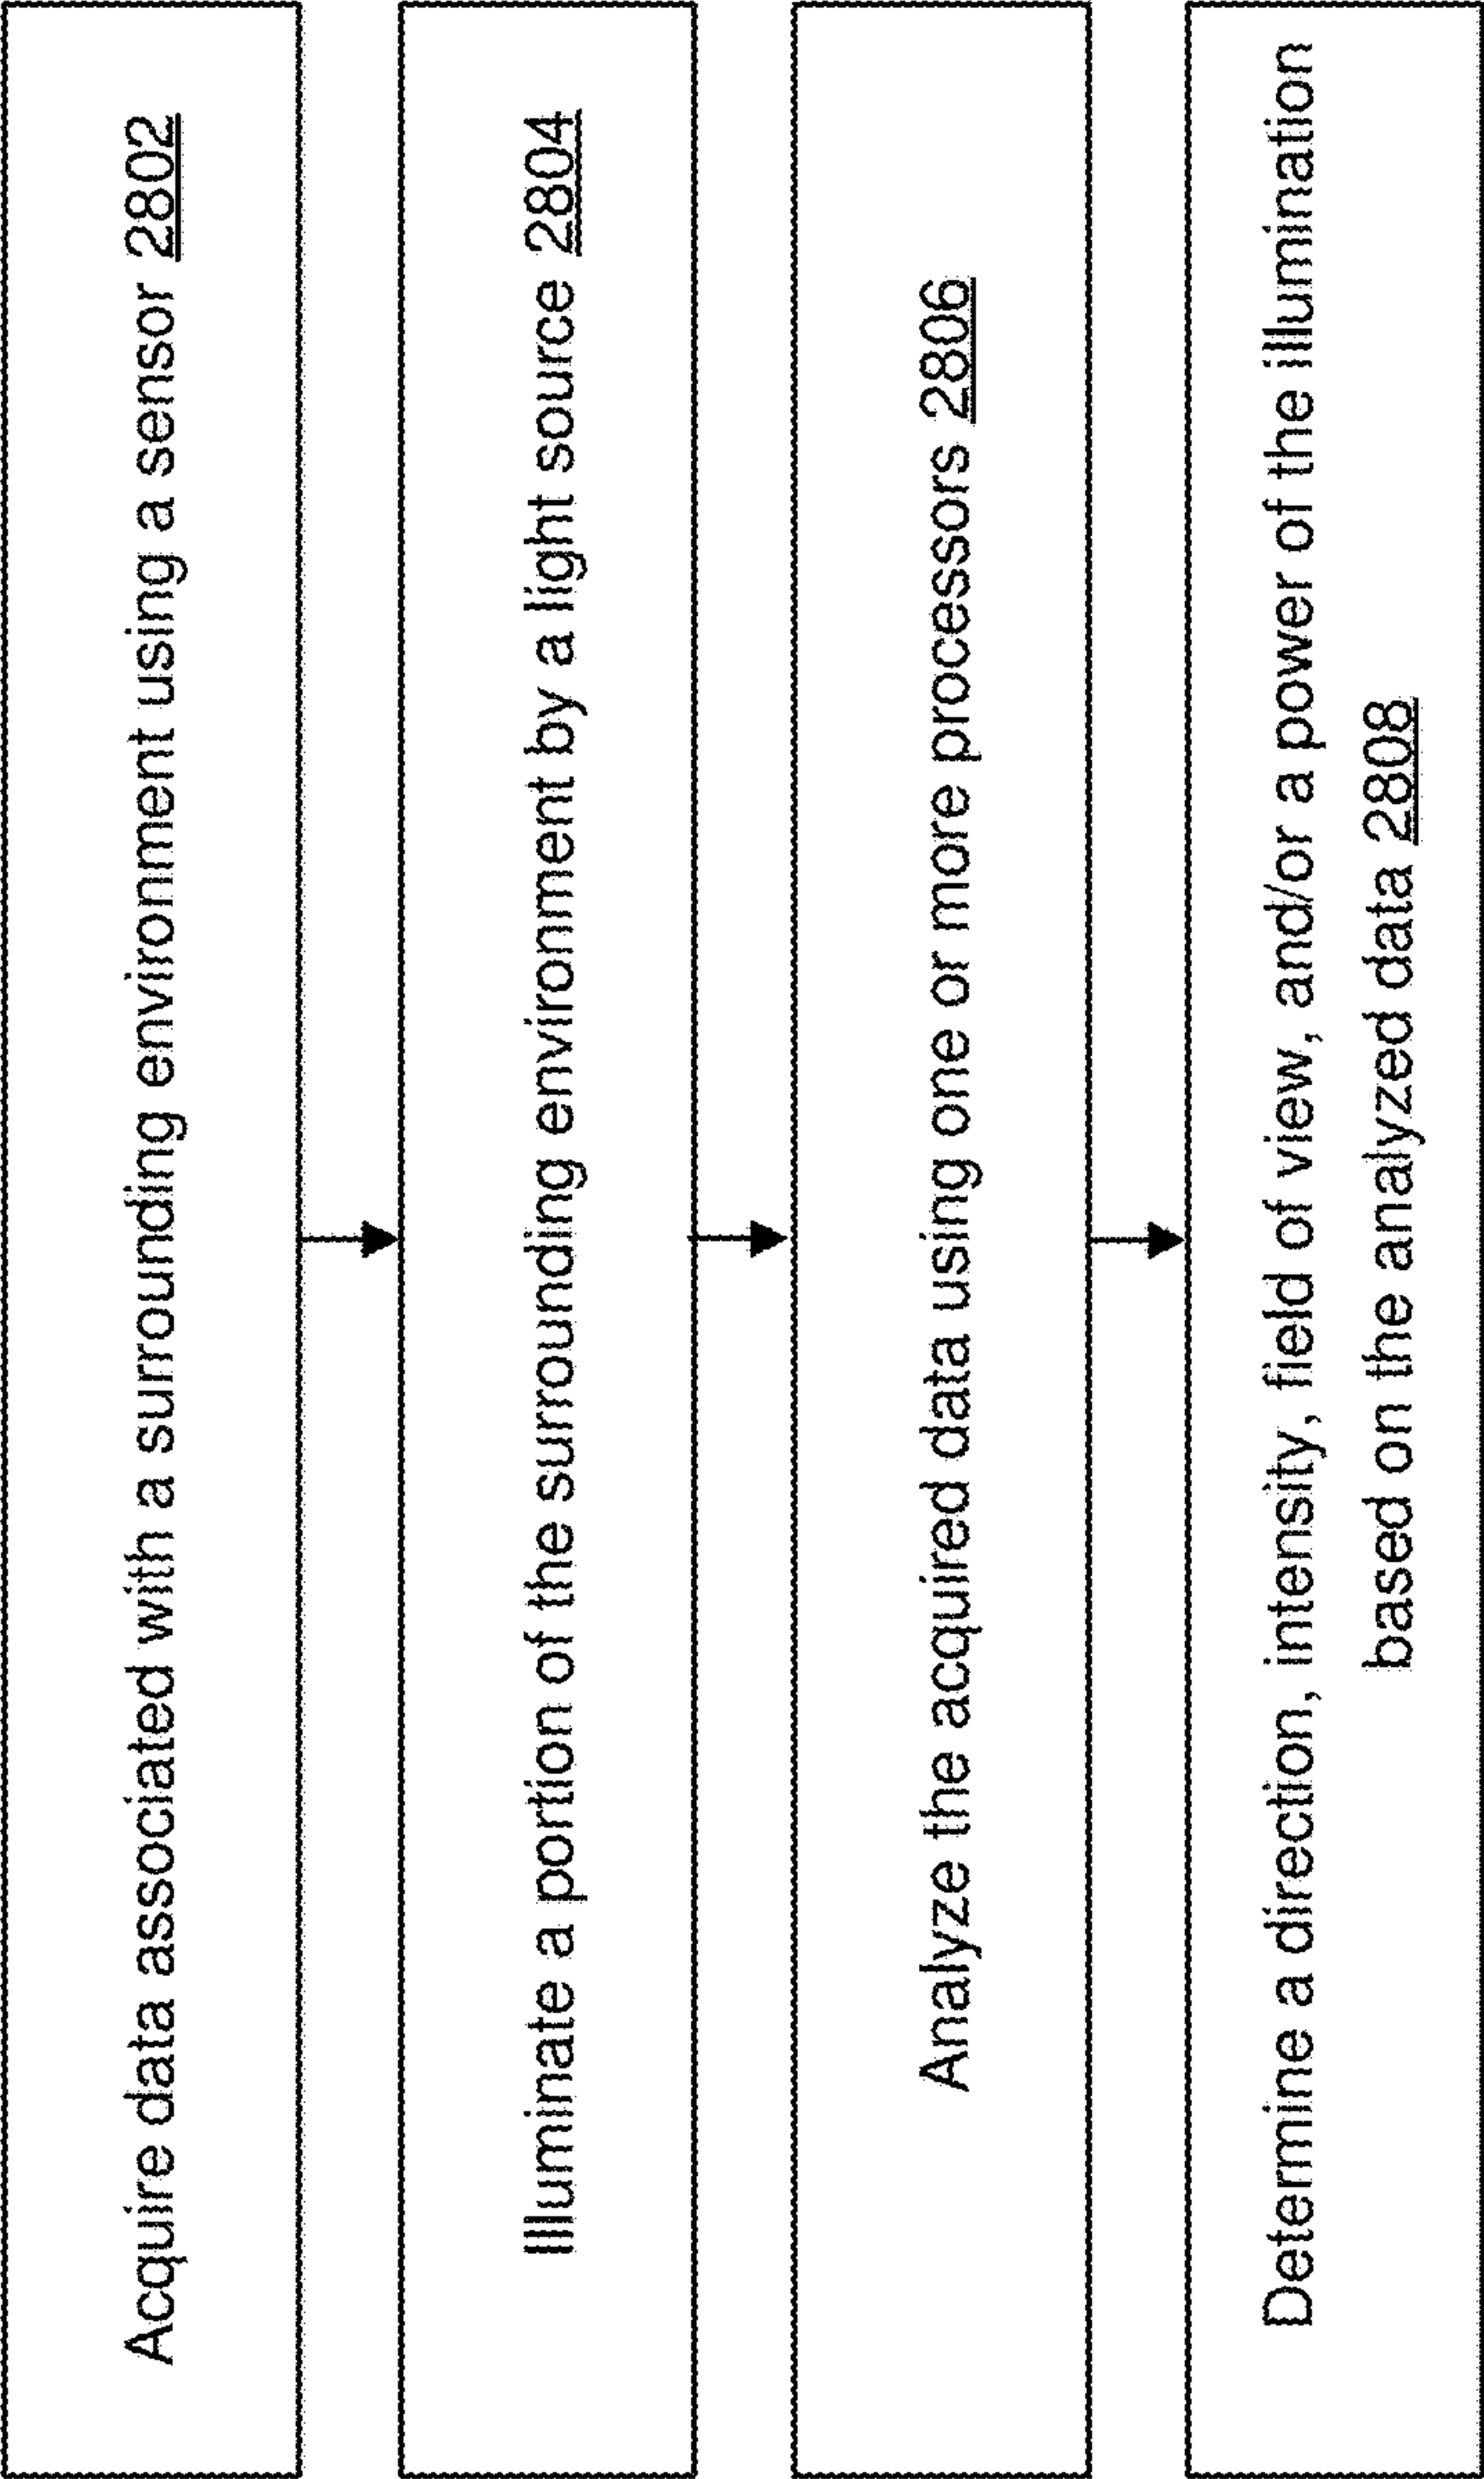 Acquire data associated with a surrounding environment using a sensor 2802
Illuminate a portion of the surrounding environment by a light source 2804
Analyze the acquired data using one or more processors 2806
Determine a direction, intensity, field of view, and/or a power of the illumination
based on the analyzed data 2808